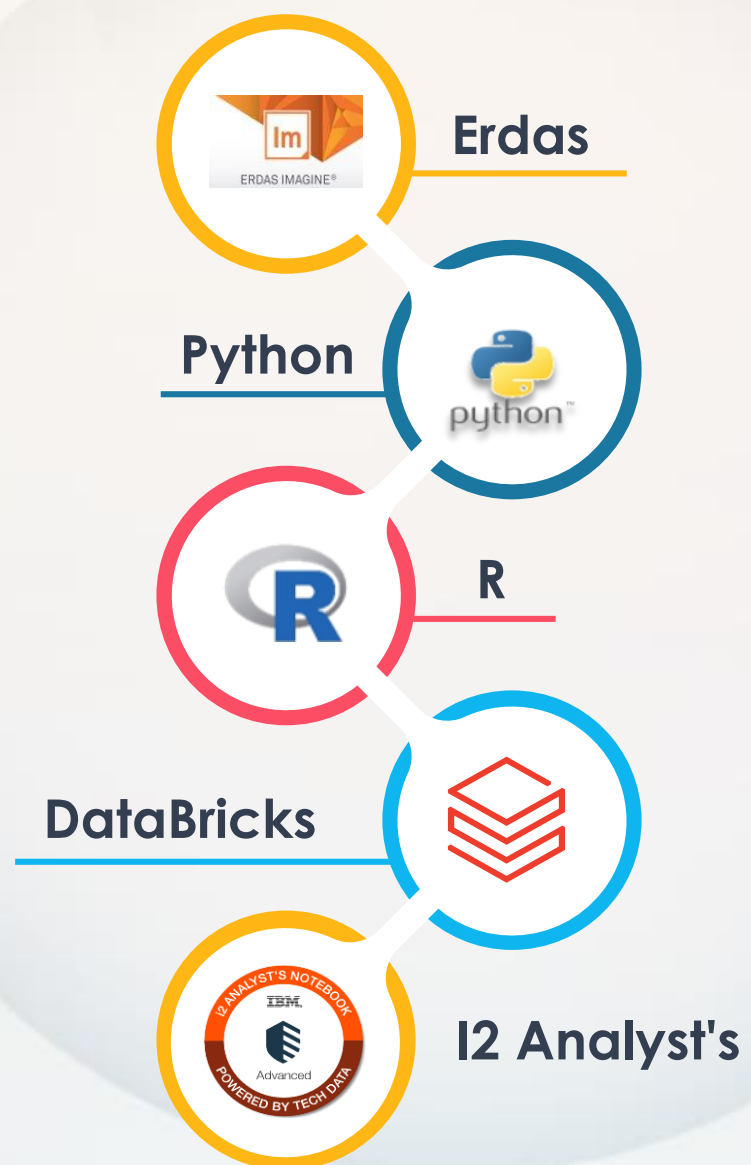 Im
ERDAS IMAGINE®
Erdas
Python
python™
R
R
DataBricks
i2 ANALYST'S NOTEBOOK
IBM
Advanced
POWERED BY TECH DATA
I2 Analyst's